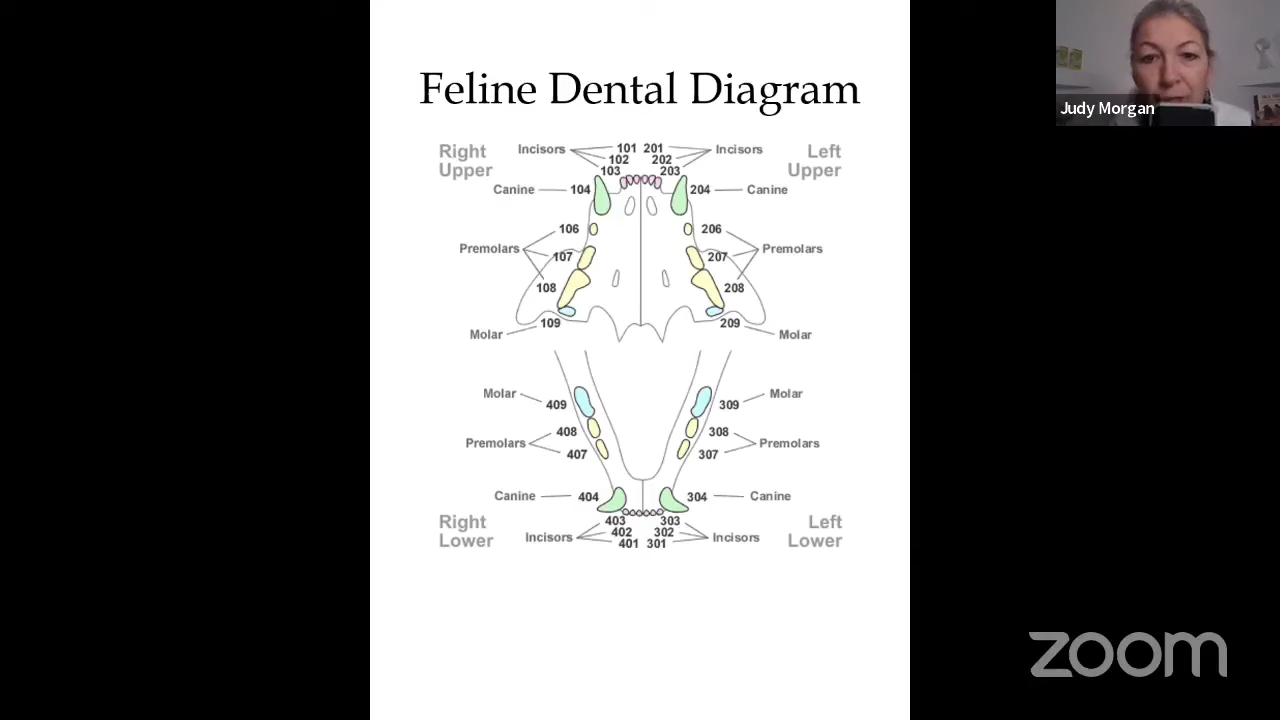 Feline Dental Diagram
Judy Morgan
Right Upper
Incisors
101 201
102 202
103 203
Incisors
Left Upper
Canine
104
204
Canine
106
206
Premolars
107
207
Premolars
108
208
109
209
Molar
Molar
Molar
409
309
Molar
408
308
Premolars
Premolars
407
307
Canine
404
304
Canine
Right Lower
403 303
402 302
401 301
Incisors
Incisors
Left Lower
zoom